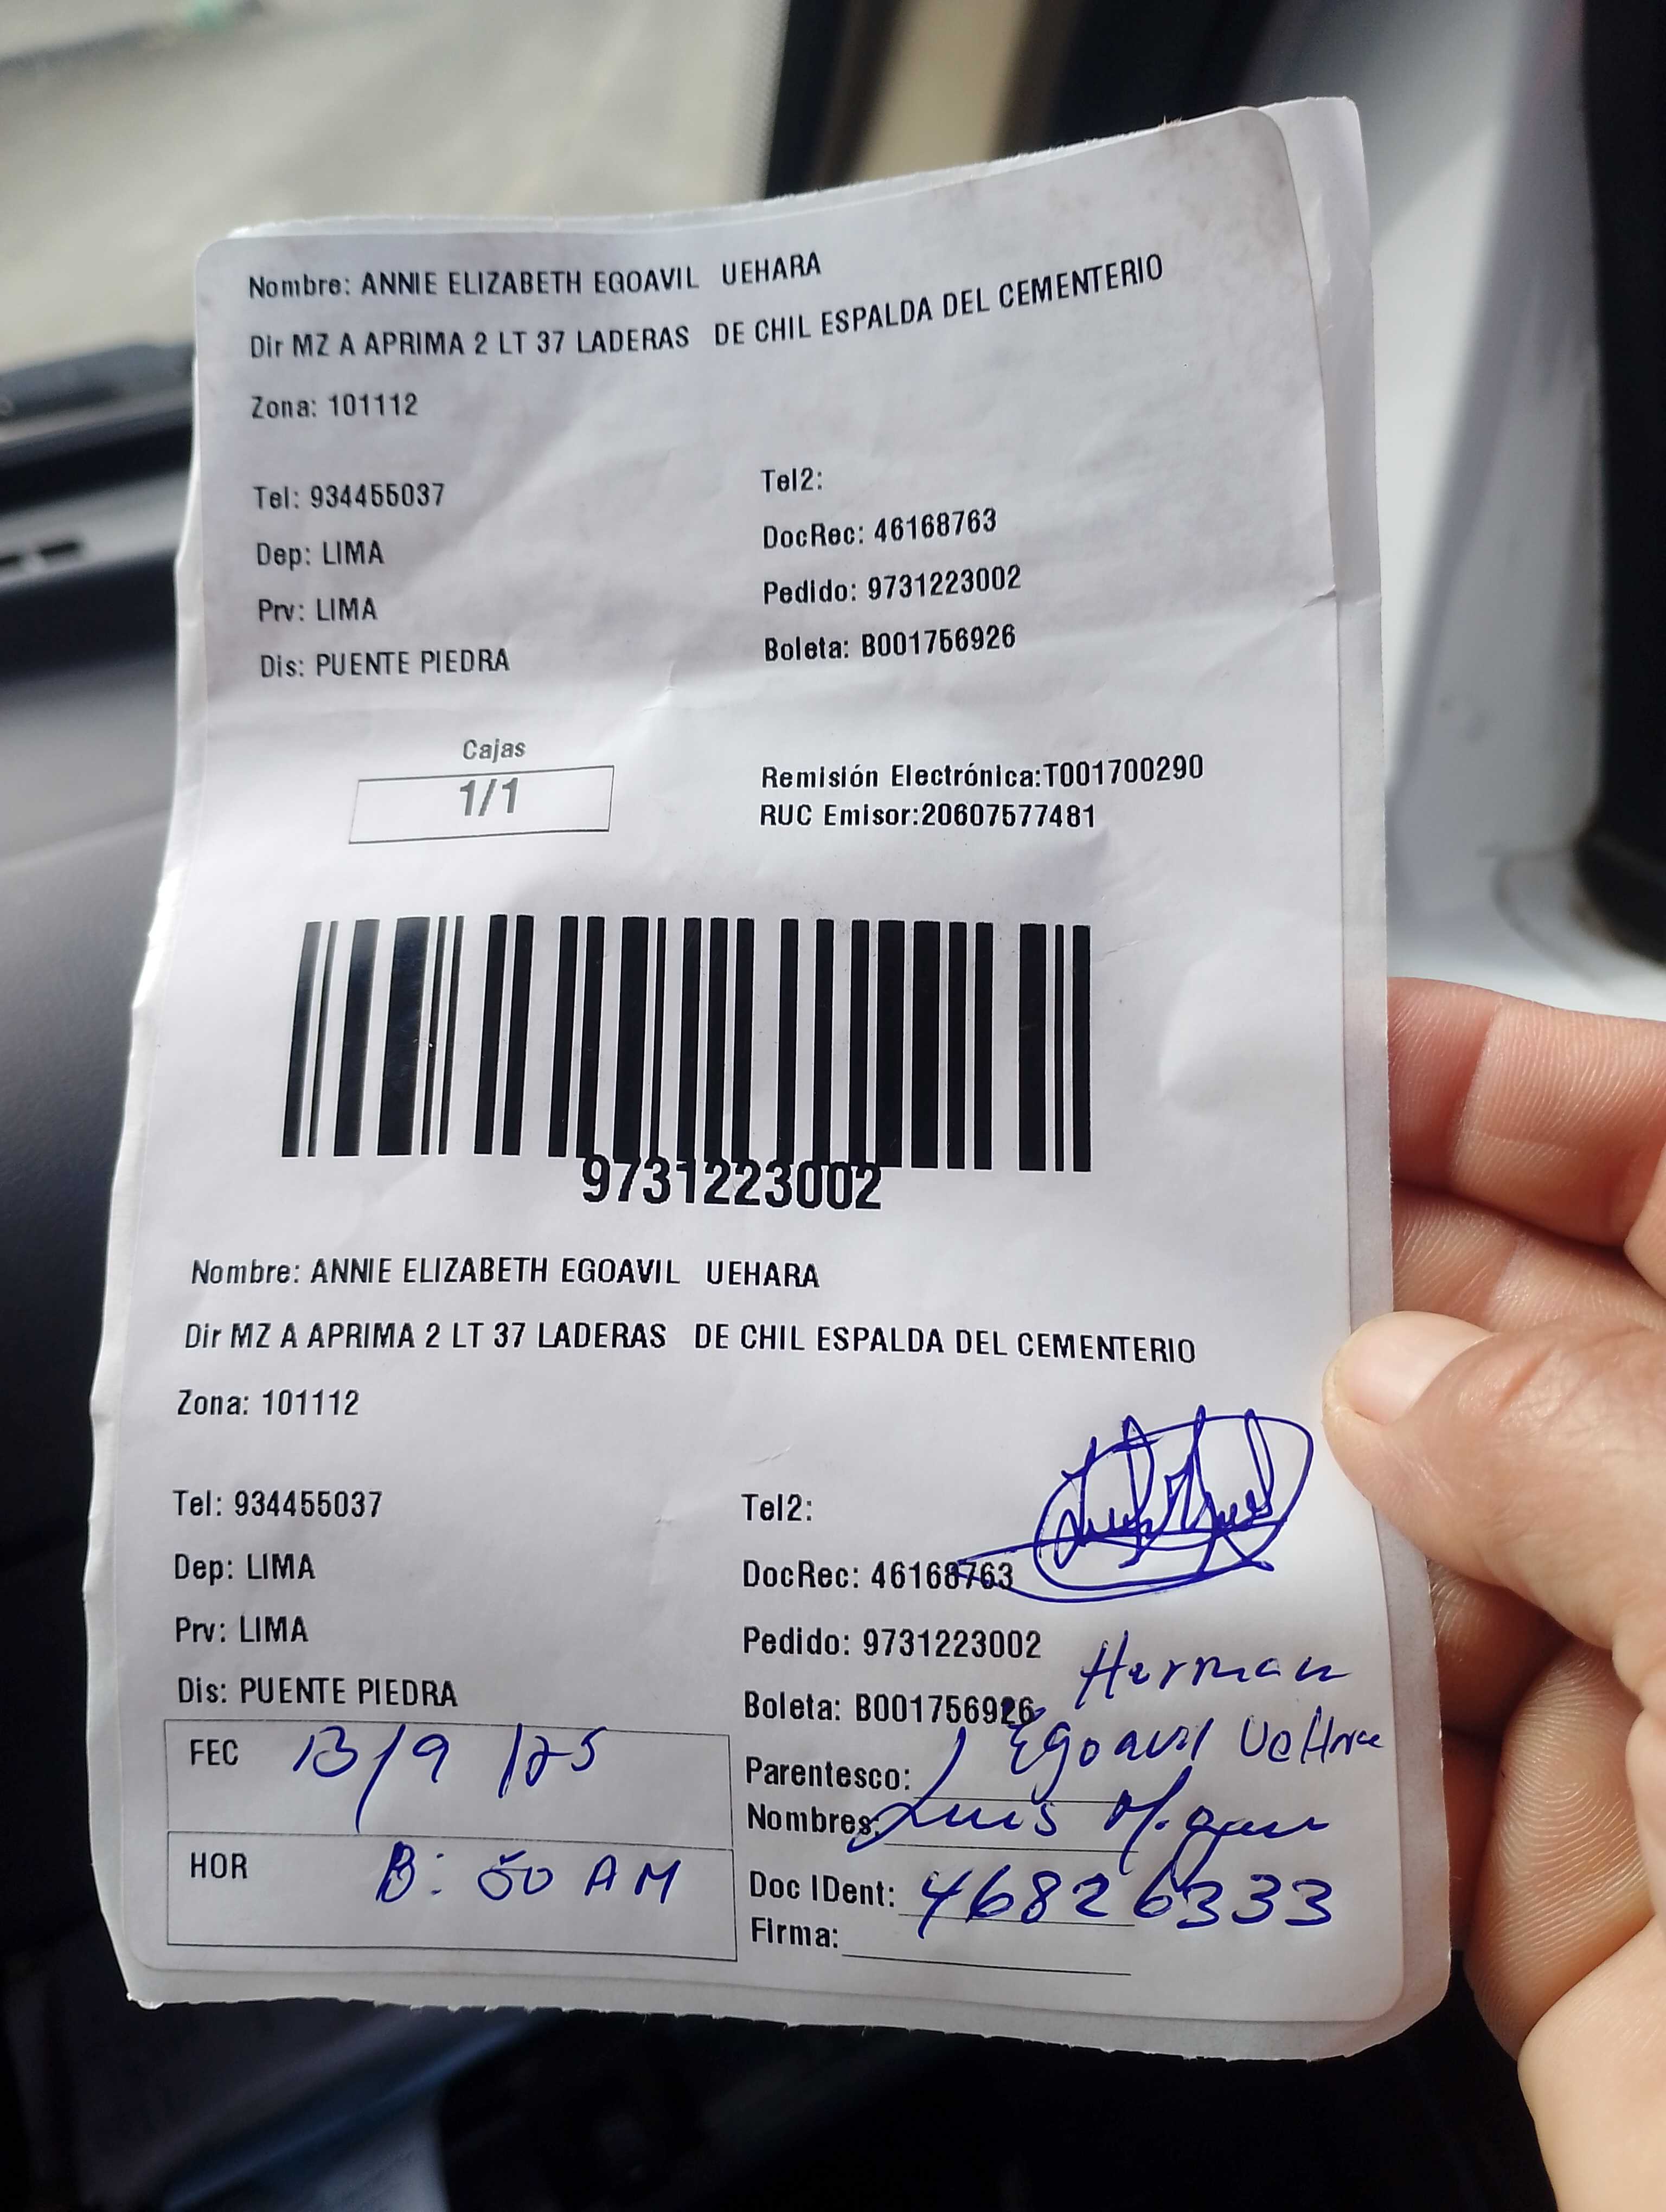 Nombre: ANNIE ELIZABETH EGOAVIL UEHARA
Dir MZ A APRIMA 2 LT 37 LADERAS DE CHIL ESPALDA DEL CEMENTERIO
Zona: 101112
Tel: 934455037
Tel2:
Dep: LIMA
DocRec: 46168763
Prv: LIMA
Pedido: 9731223002
Dis: PUENTE PIEDRA
Boleta: B001756926
Cajas
1/1
Remisión Electrónica:T001700290
RUC Emisor:20607577481
9731223002
Nombre: ANNIE ELIZABETH EGOAVIL UEHARA
Dir MZ A APRIMA 2 LT 37 LADERAS DE CHIL ESPALDA DEL CEMENTERIO
Zona: 101112
Tel: 934455037
Tel2:
Dep: LIMA
DocRec: 46168763
Prv: LIMA
Pedido: 9731223002
Dis: PUENTE PIEDRA
Boleta: B001756926
Herman
FEC 13/9/25
Parentesco: Egoavil
Nombres: Luis
HOR : 50 AM
Doc IDent: 46826333
Firma: